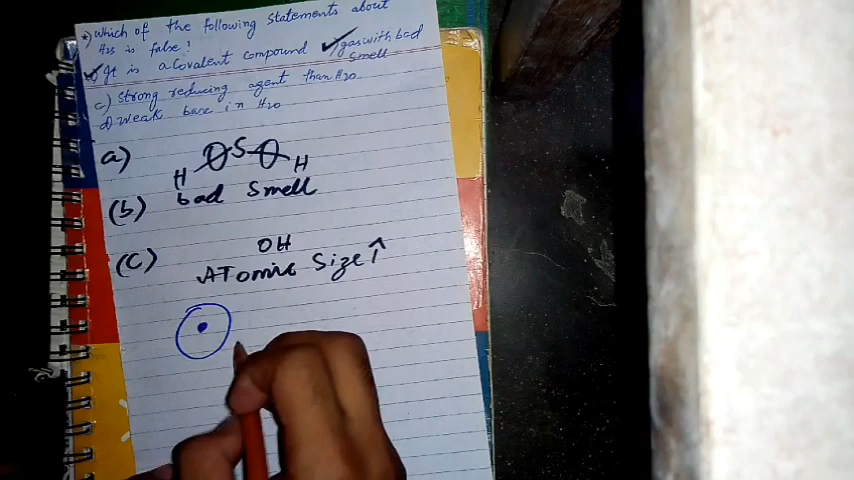 *) Which of the following statements about
H2S is false?
a) It is a Covalent compound b) gas with bad
smell
c) Strong reducing agent than H2O
d) weak base in H2O
a) H S H
(b) bad Smell
OH
(C) ATomic Size ↑